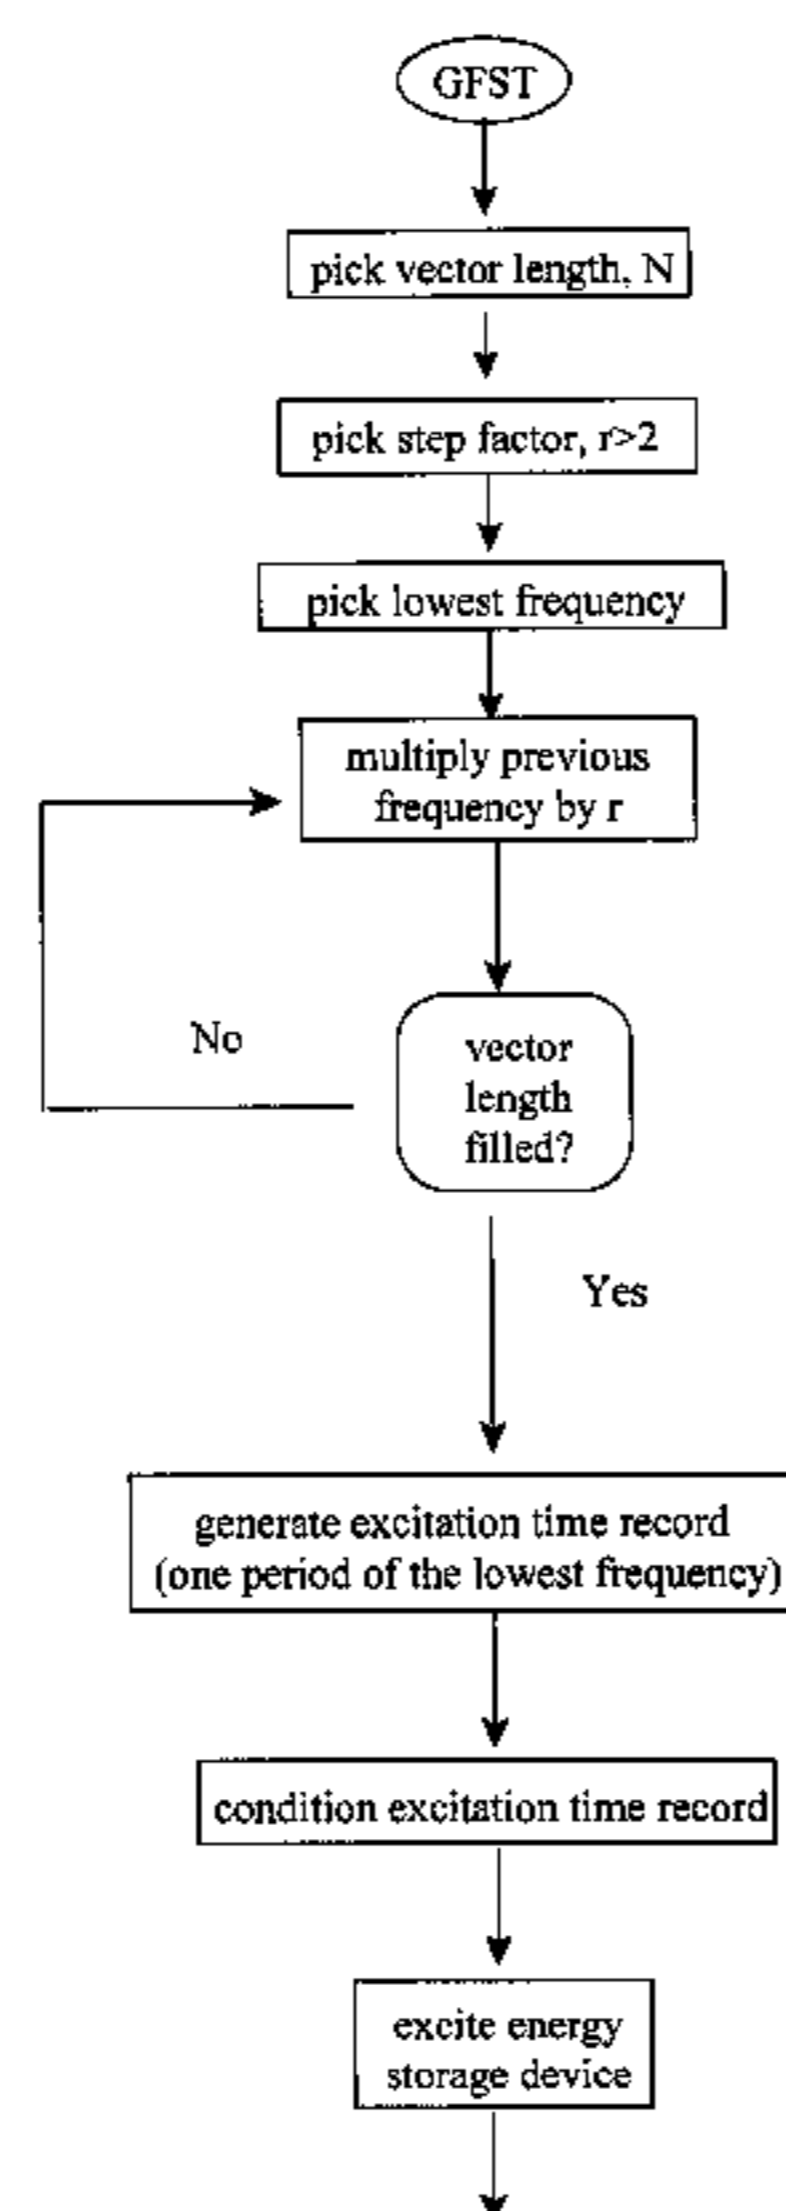 GFST
pick vector length, N
pick step factor, r>2
pick lowest frequency
multiply previous
frequency by r
No
vector
length
filled?
Yes
generate excitation time record
(one period of the lowest frequency)
condition excitation time record
excite energy
storage device